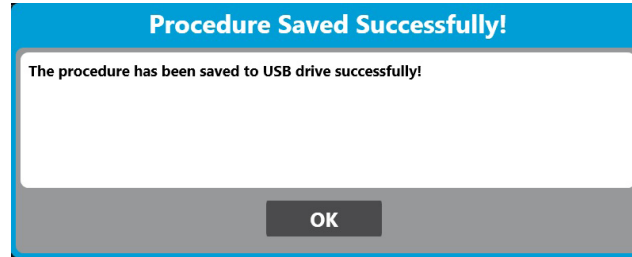 Procedure Saved Successfully!
The procedure has been saved to USB drive successfully!
OK